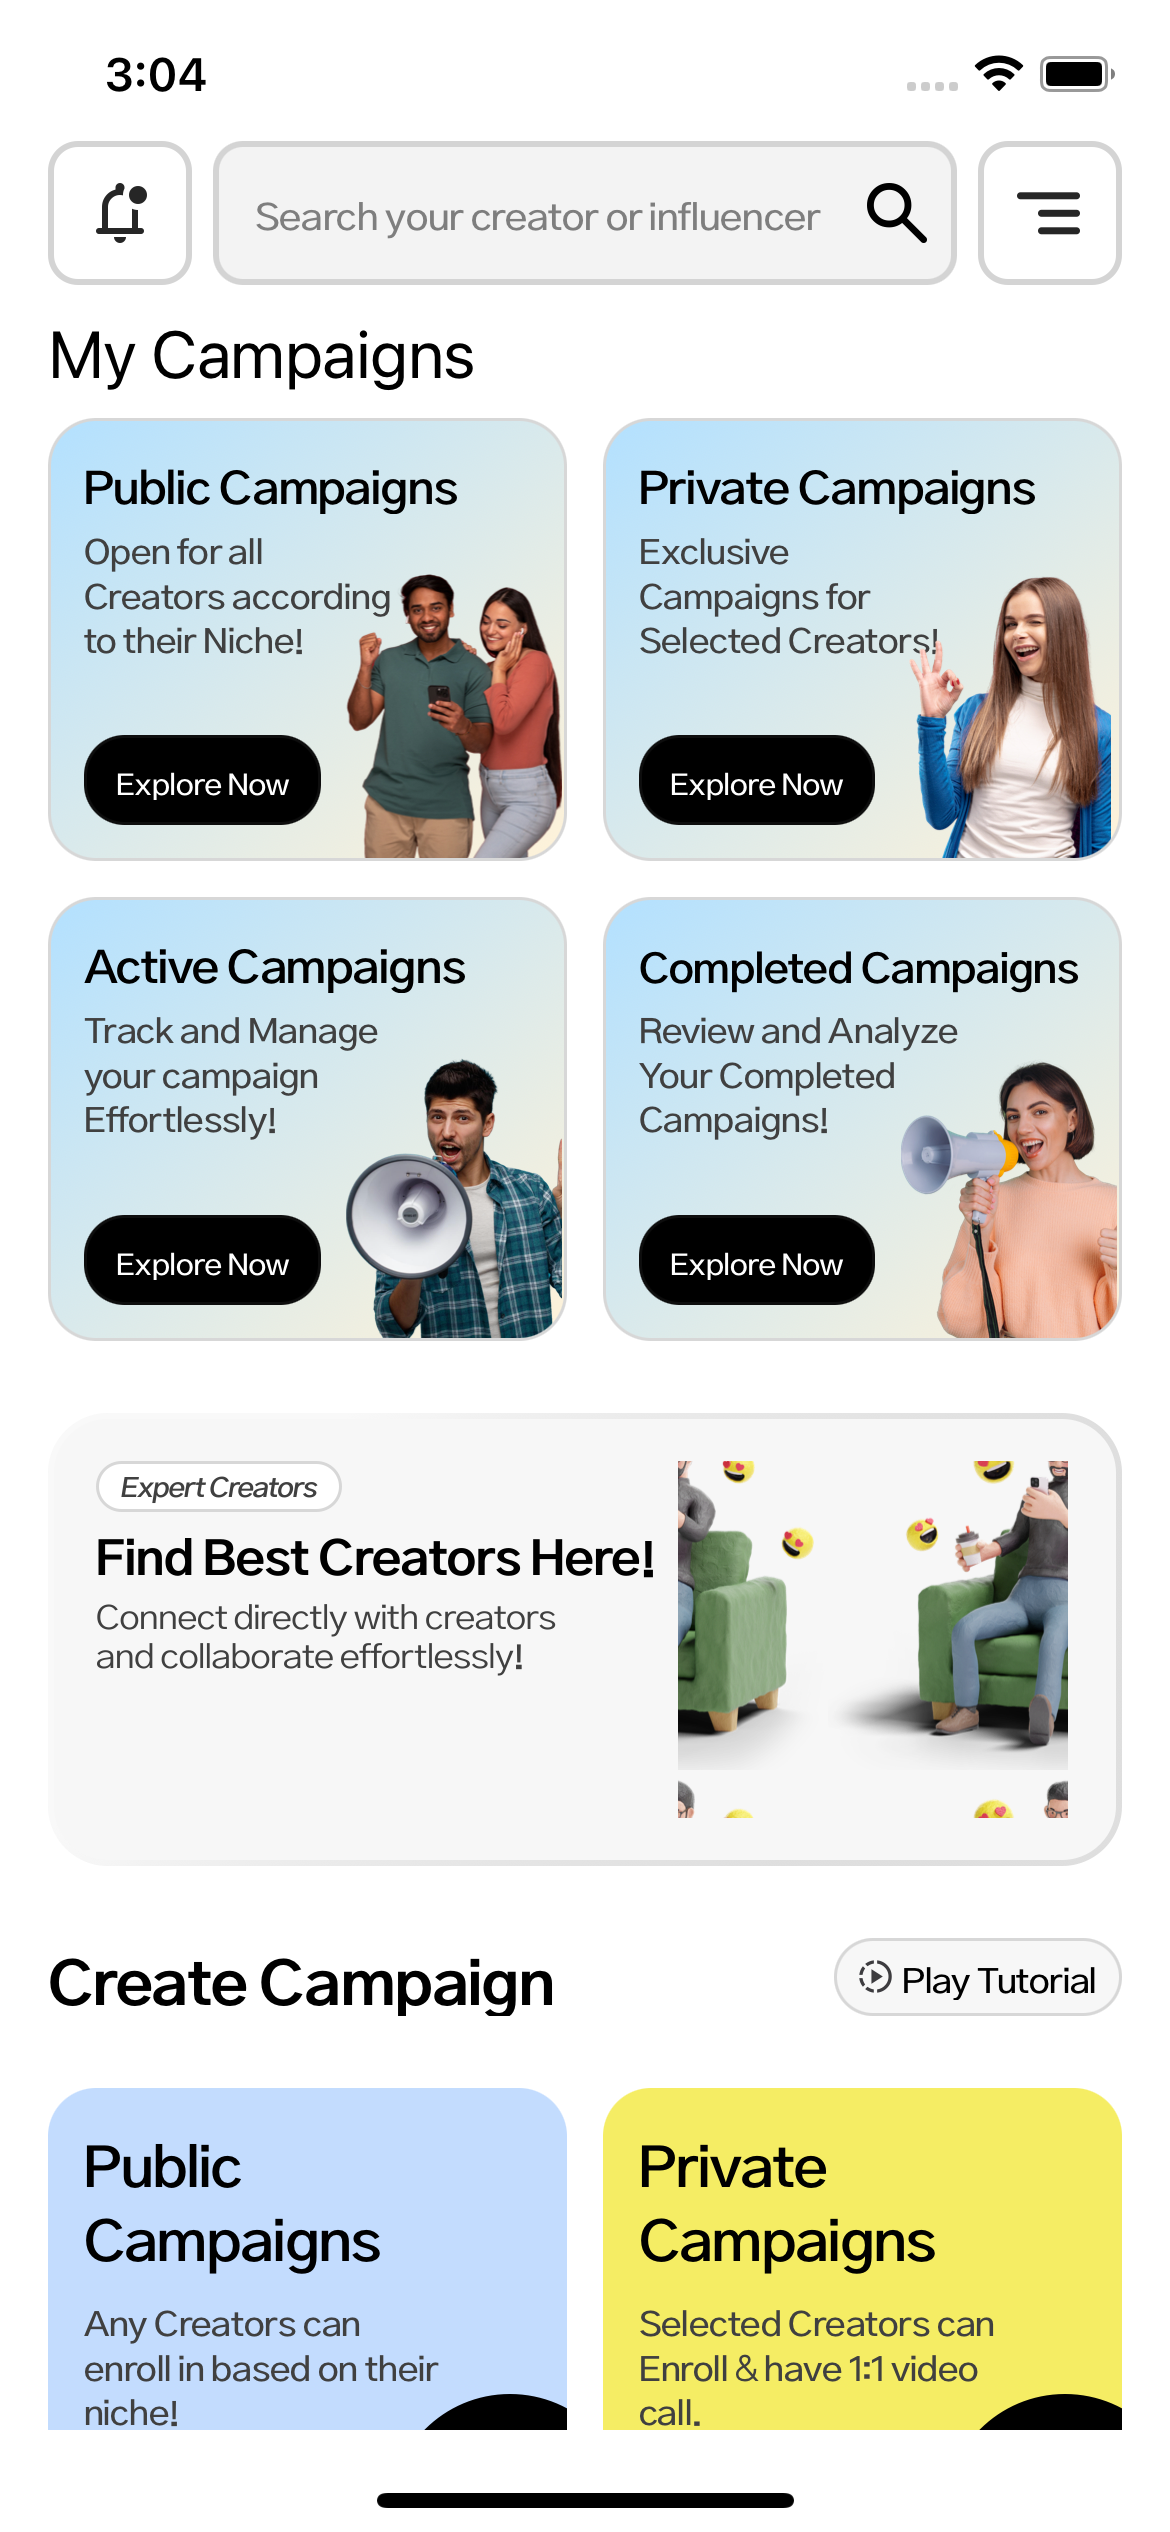 3:04
Search your creator or influencer
My Campaigns
Public Campaigns
Open for all
Creators according
to their Niche!
Explore Now
Private Campaigns
Exclusive
Campaigns for
Selected Creators!
Explore Now
Active Campaigns
Track and Manage
your campaign
Effortlessly!
Explore Now
Completed Campaigns
Review and Analyze
Your Completed
Campaigns!
Explore Now
Expert Creators
Find Best Creators Here!
Connect directly with creators
and collaborate effortlessly!
Create Campaign
Play Tutorial
Public
Campaigns
Any Creators can
enroll in based on their
niche!
Private
Campaigns
Selected Creators can
Enroll & have 1:1 video
call.